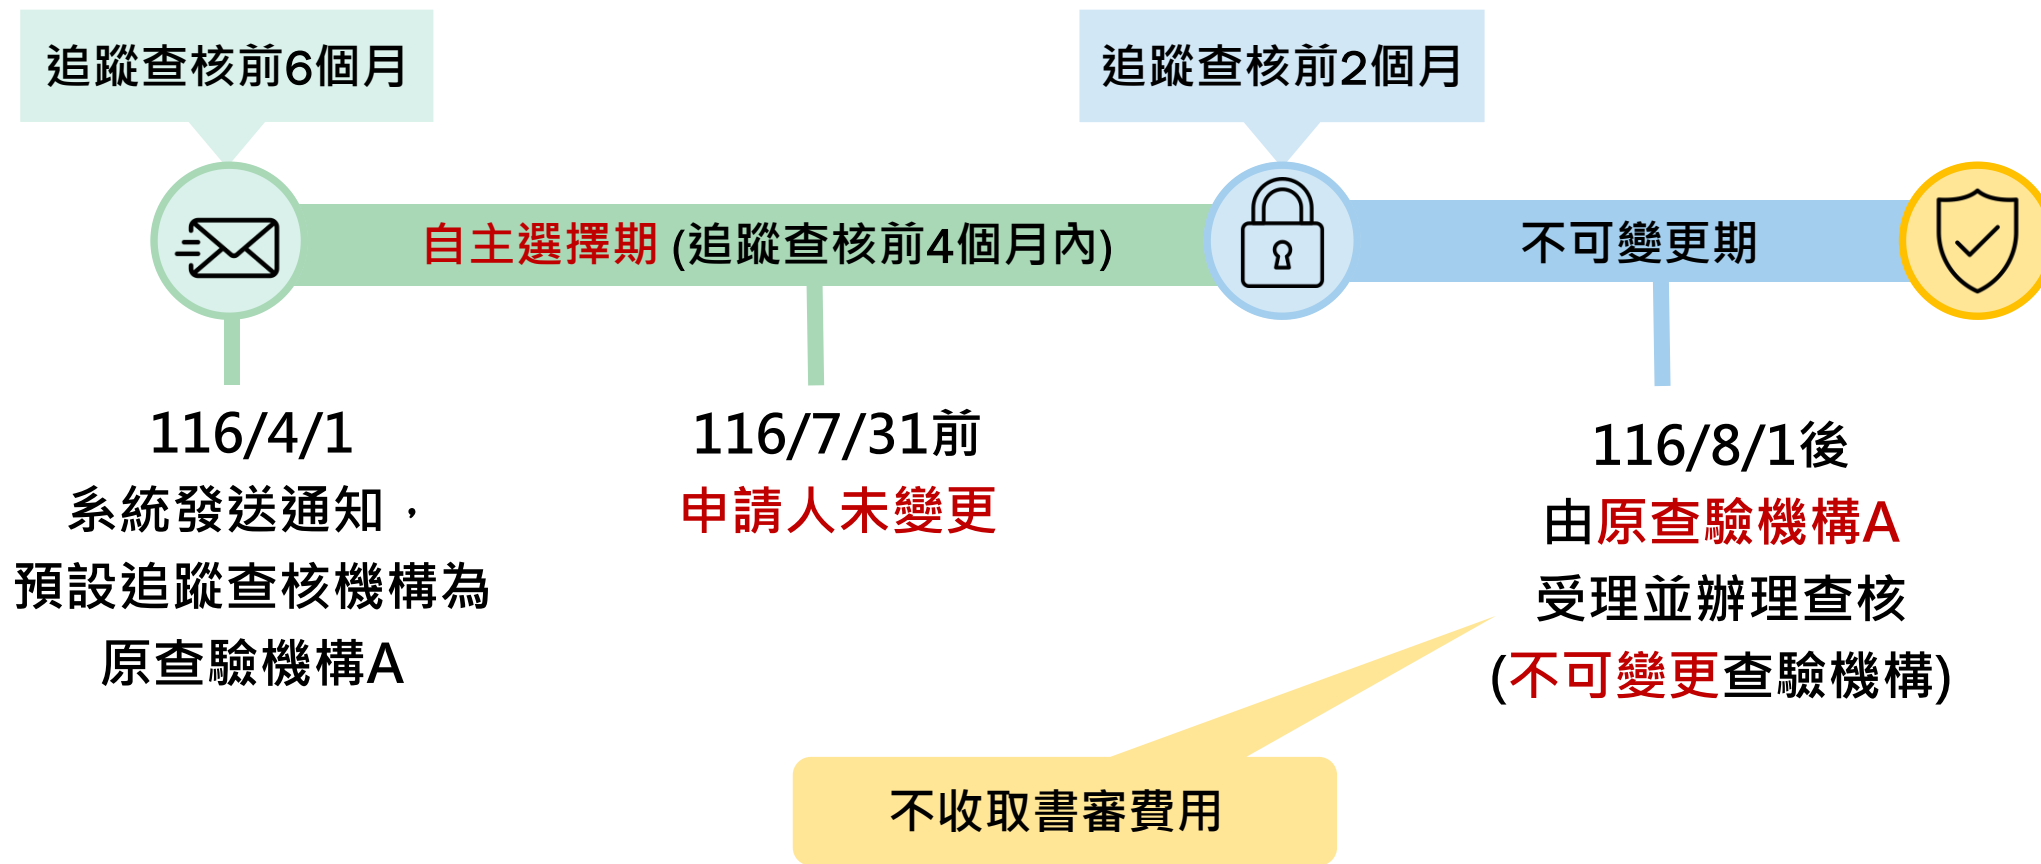 追蹤查核前6個月
追蹤查核前2個月
自主選擇期 (追蹤查核前4個月內)
不可變更期
116/4/1
系統發送通知，
預設追蹤查核機構為
原查驗機構A
116/7/31前
申請人未變更
116/8/1後
由原查驗機構A
受理並辦理查核
(不可變更查驗機構)
不收取書審費用